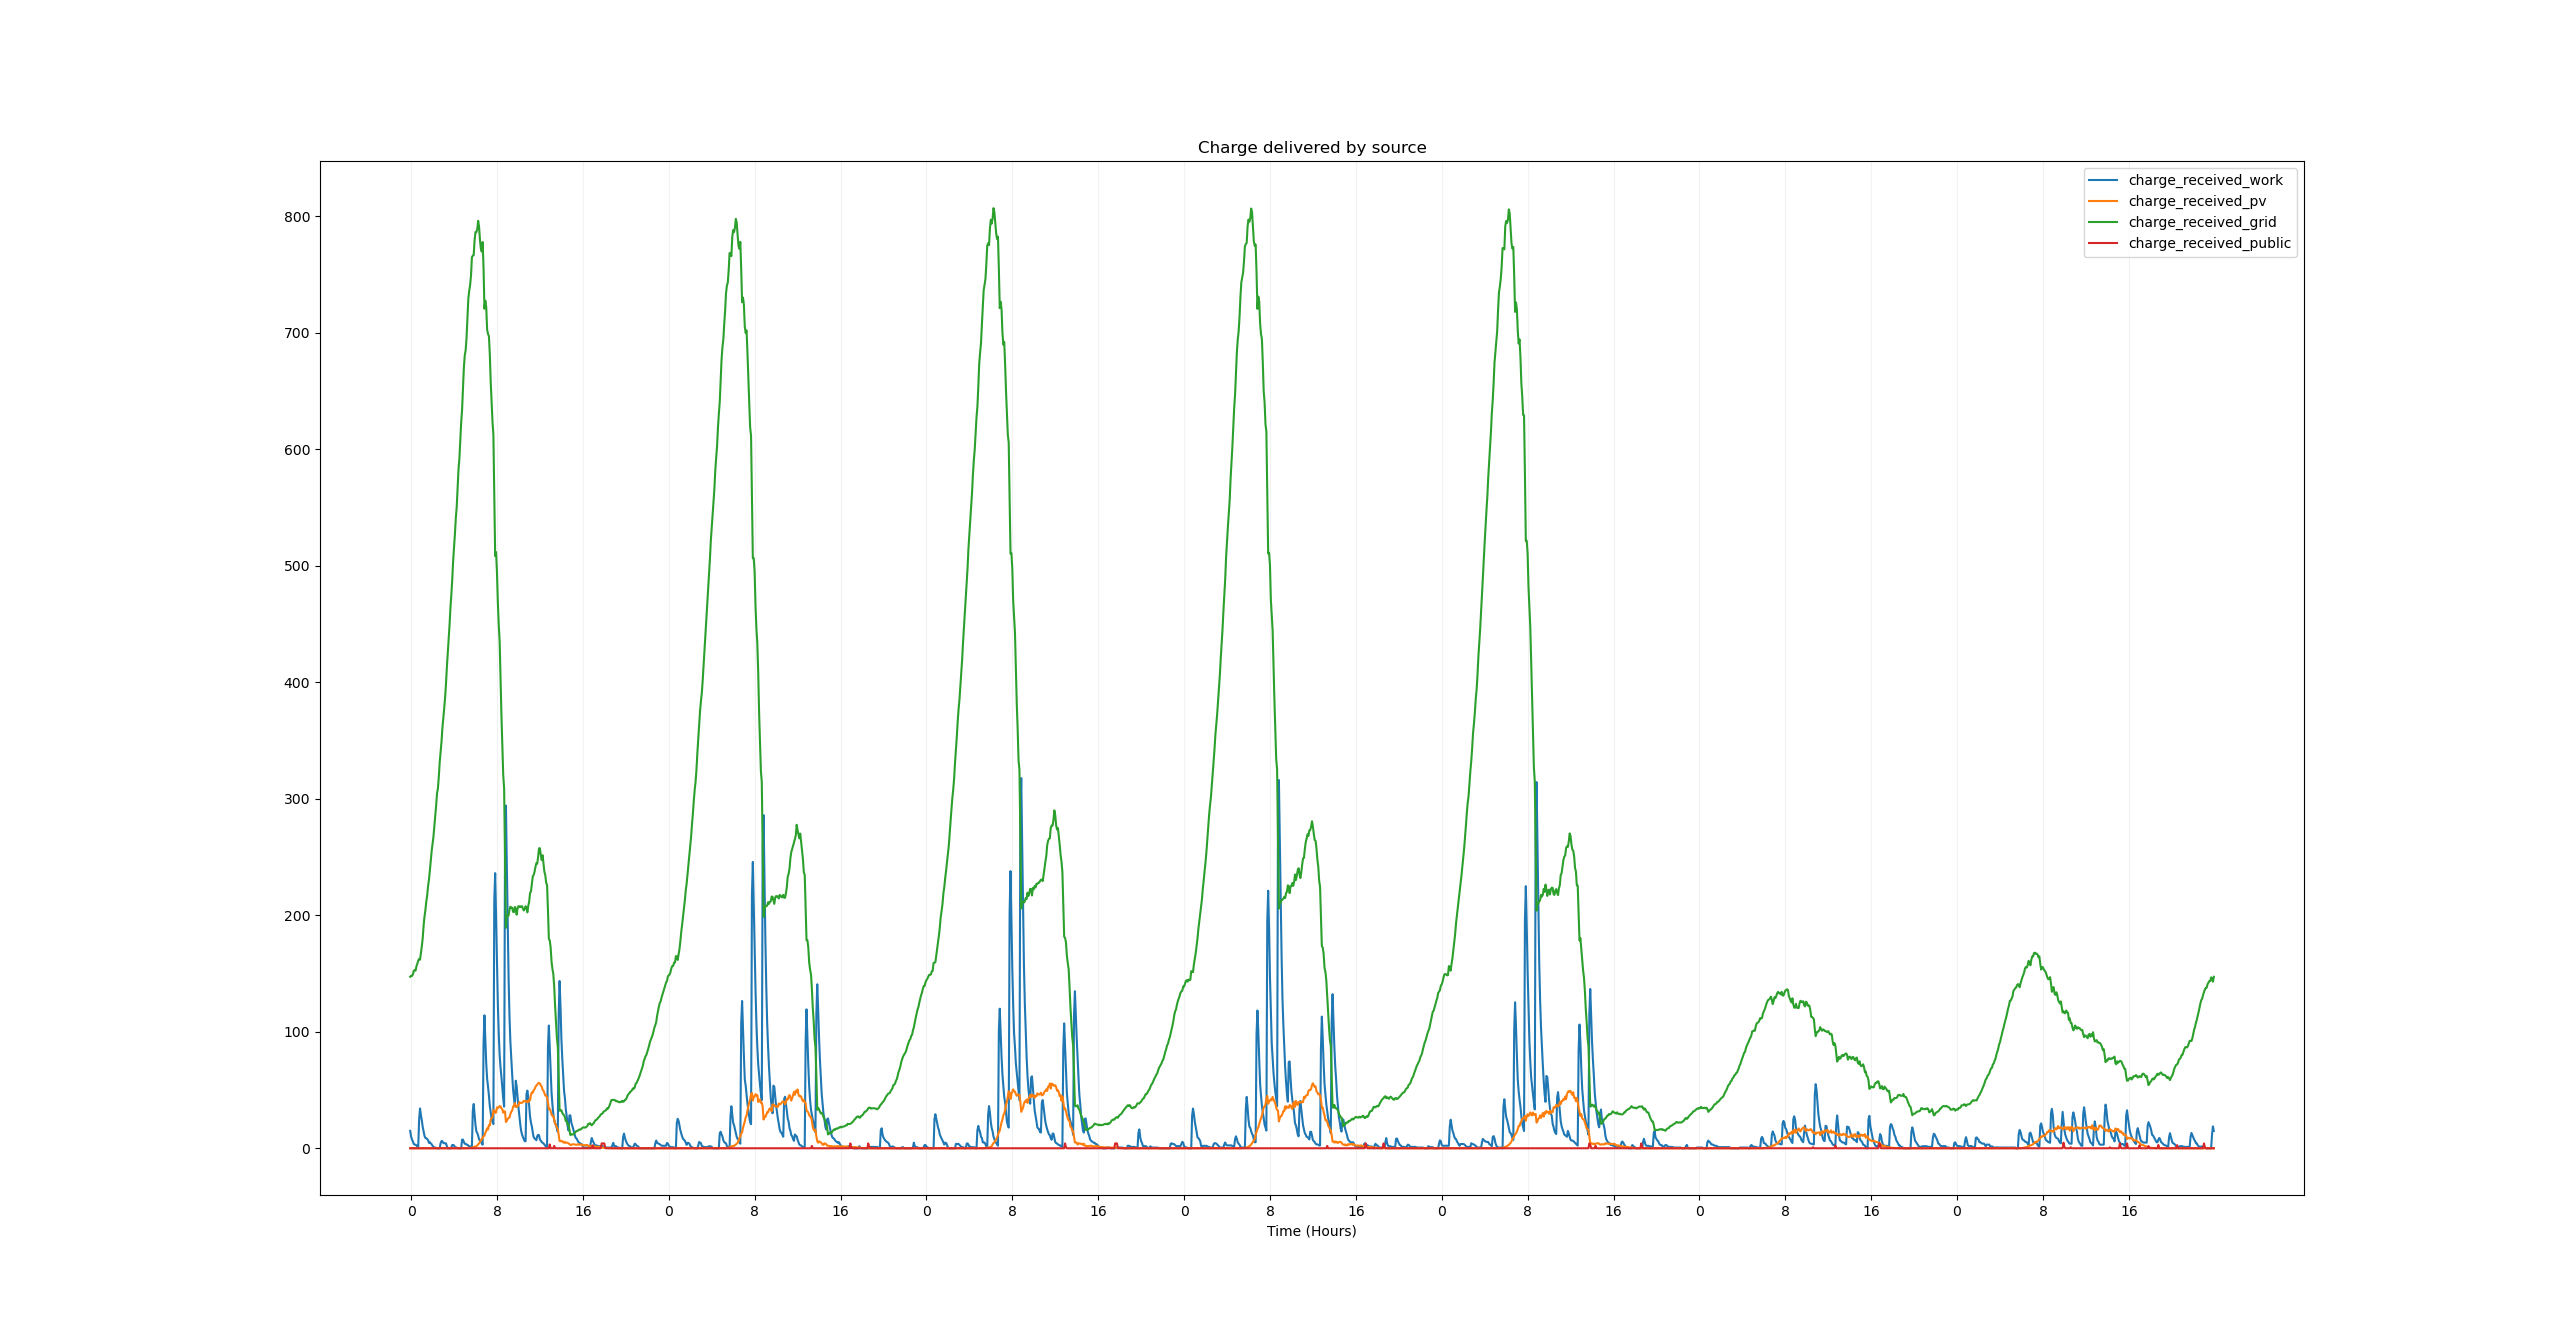 Charge delivered by source
charge_received_work
charge_received_pv
charge_received_grid
charge_received_public
800
700
600
500
400
300
200
100
0
0 8 16 0 8 16 0 8 16 0 8 16 0 8 16 0 8 16 0 8 16
Time (Hours)